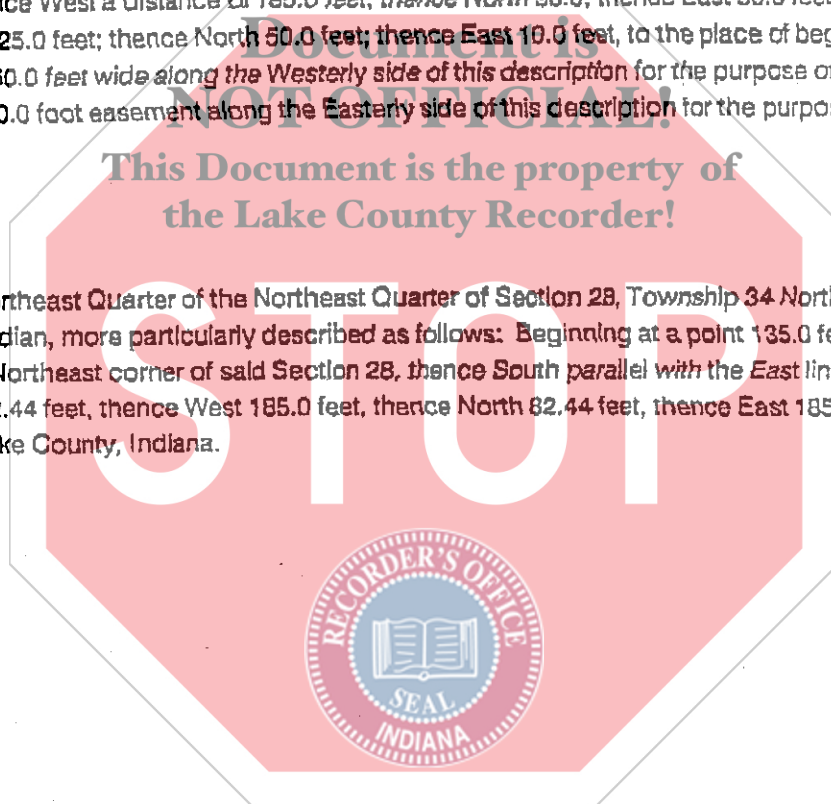 West a distance of 185.0 feet, thence North
25.0 feet; thence North 50.0 feet; thence East 10.0 feet, to the place of beg
0.0 feet wide along the Westerly side of this description for the purpose o
0.0 foot easement along the Easterly side of this description for the purpo
Document is
NOT OFFICIAL!
This Document is the property of
the Lake County Recorder!
rtheast Quarter of the Northeast Quarter of Section 28, Township 34 Nort
dian, more particularly described as follows: Beginning at a point 135.0 fe
Northeast corner of said Section 28, thence South parallel with the East lin
.44 feet, thence West 185.0 feet, thence North 82.44 feet, thence East 185
ke County, Indiana.
STOP
RECORDER'S OFFICE
SEAL
INDIANA